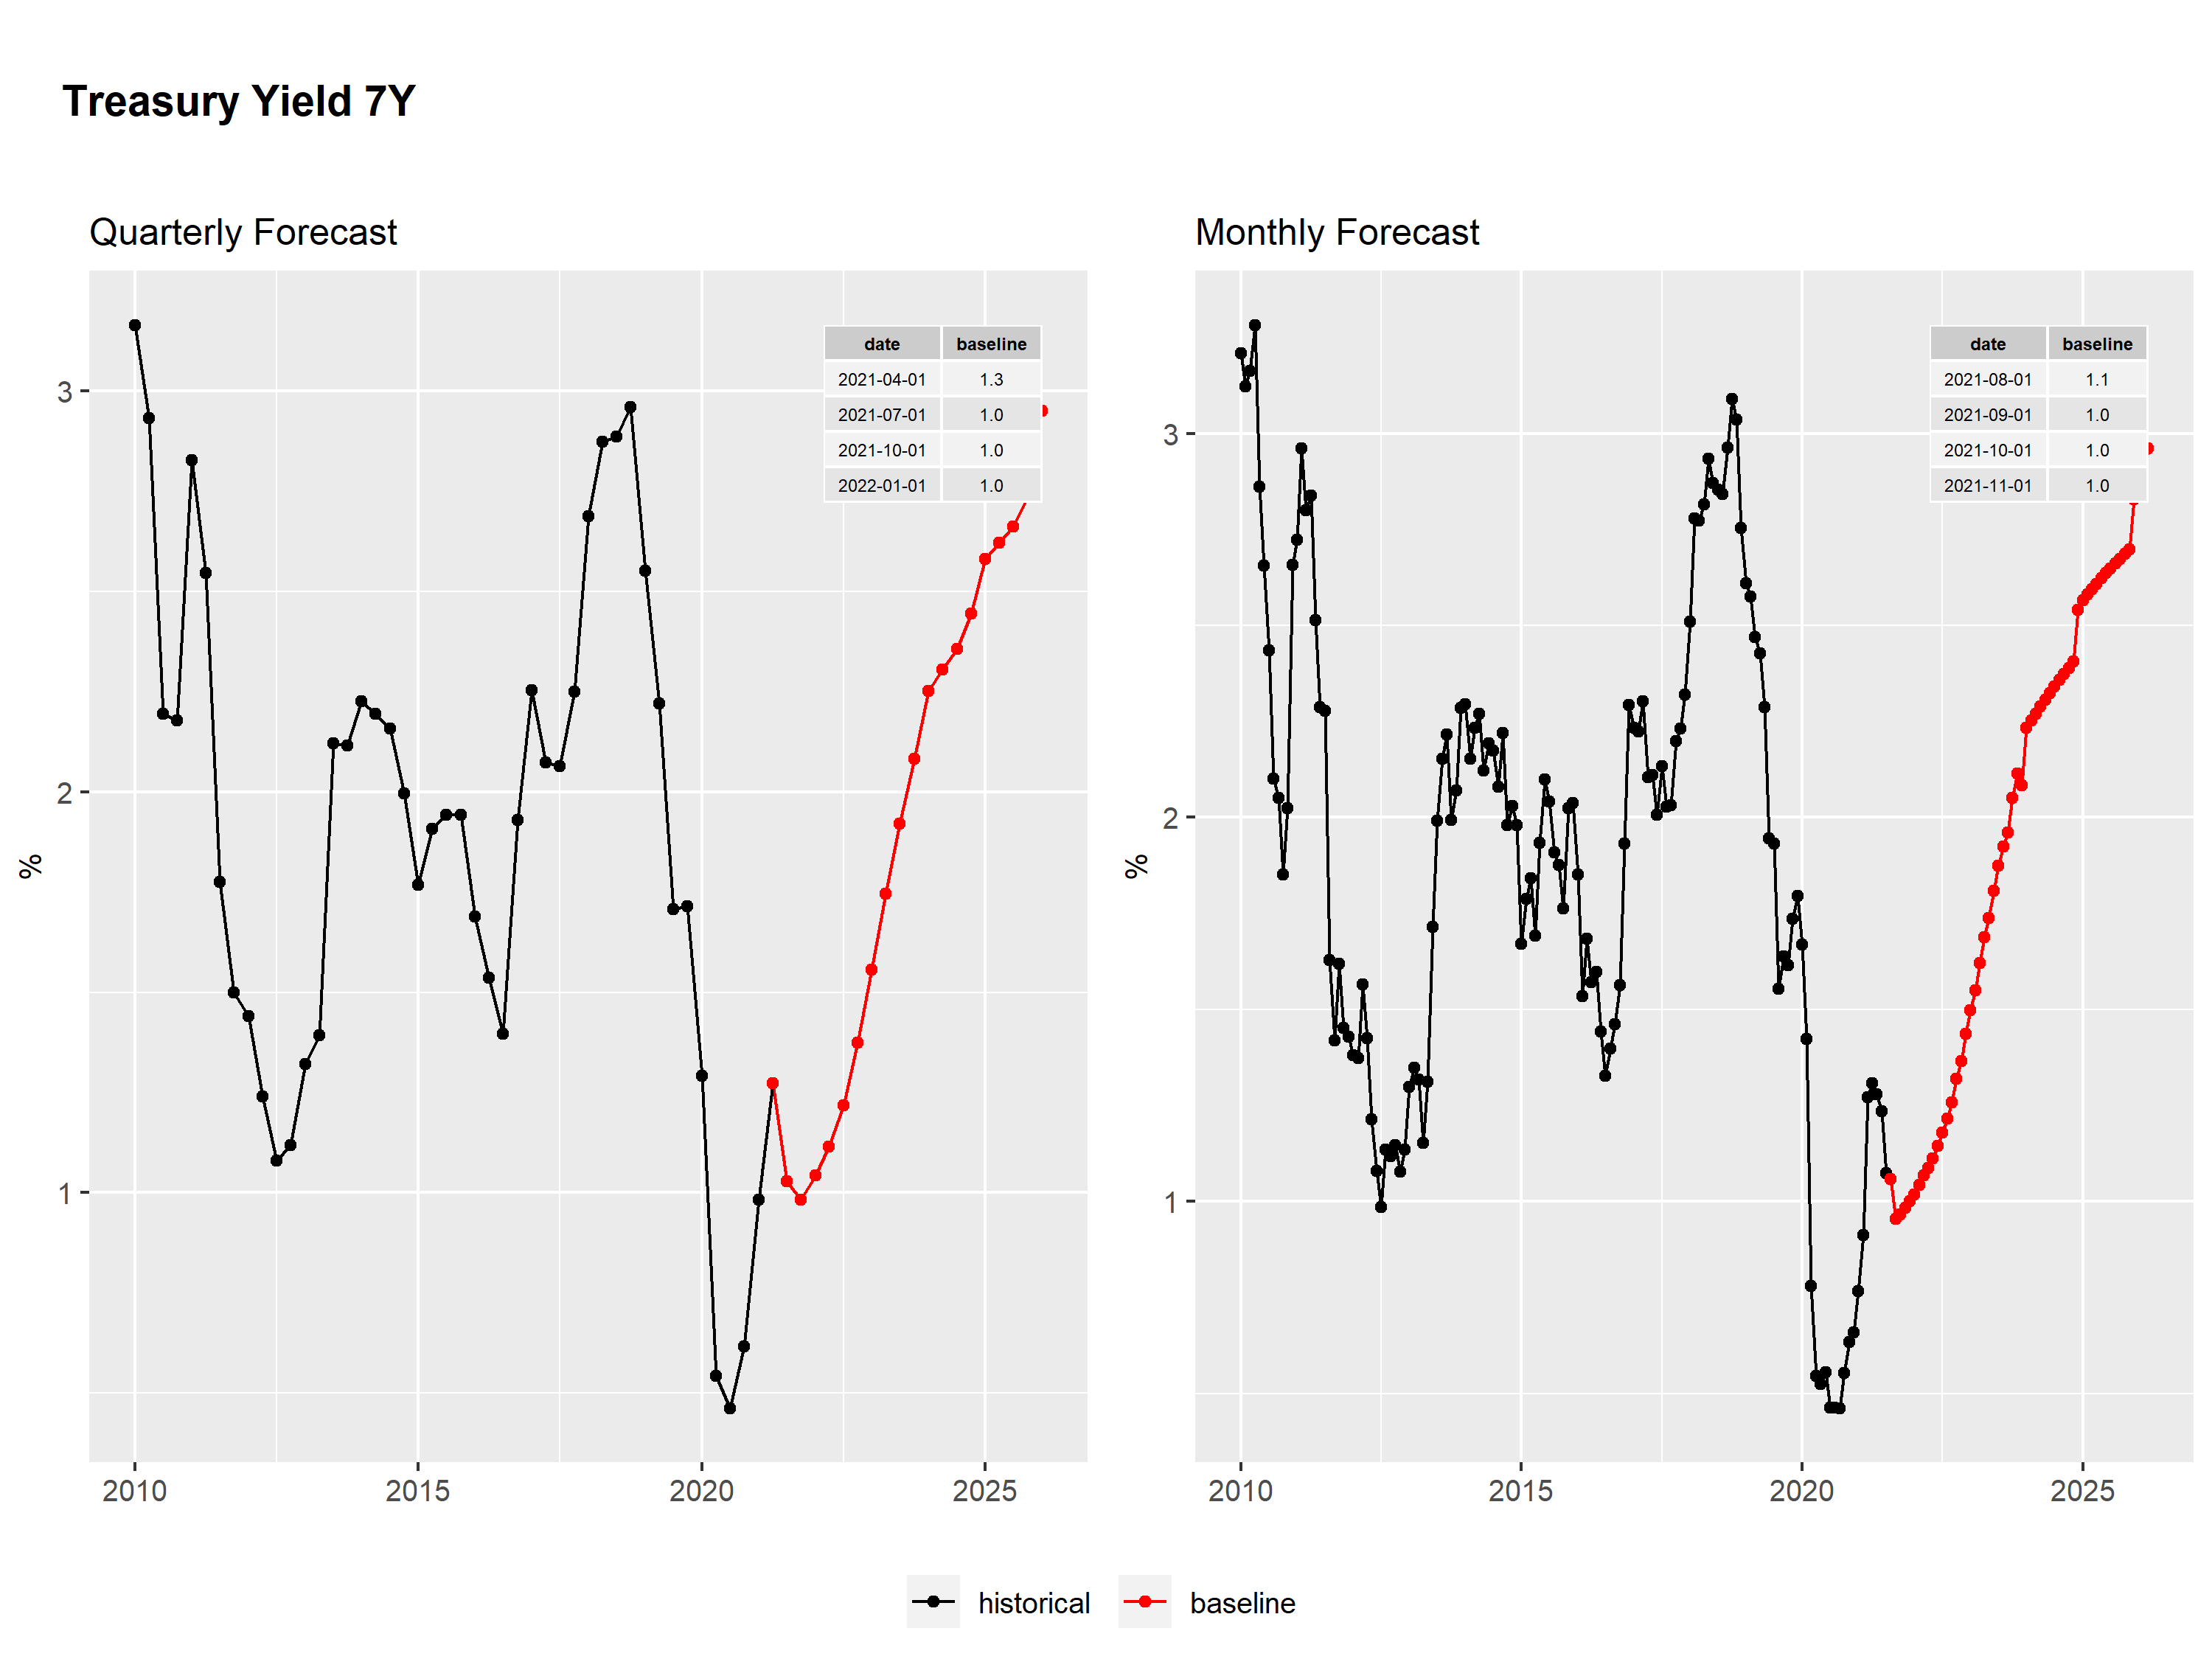 Treasury Yield 7Y
Quarterly Forecast
%
3
2
1
2010 2015 2020 2025
date baseline
2021-04-01 1.3
2021-07-01 1.0
2021-10-01 1.0
2022-01-01 1.0
Monthly Forecast
%
3
2
1
2010 2015 2020 2025
date baseline
2021-08-01 1.1
2021-09-01 1.0
2021-10-01 1.0
2021-11-01 1.0
historical baseline